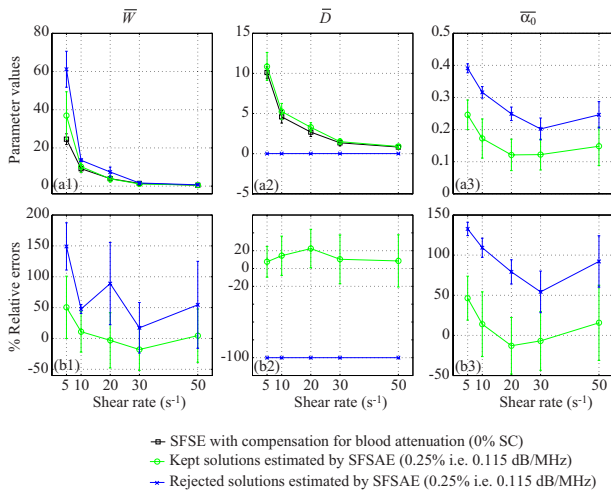 W D α0
Parameter values
80
60
40
20
0
(a1)
15
10
5
0
-5
(a2)
0.5
0.4
0.3
0.2
0.1
0
(a3)
% Relative errors
200
150
100
50
0
-50
(b1)
5 10 20 30 50
Shear rate (s-1)
20
0
-20
-100
(b2)
5 10 20 30 50
Shear rate (s-1)
150
100
50
0
-50
(b3)
5 10 20 30 50
Shear rate (s-1)
SFSE with compensation for blood attenuation (0% SC)
Kept solutions estimated by SFSAE (0.25% i.e. 0.115 dB/MHz)
Rejected solutions estimated by SFSAE (0.25% i.e. 0.115 dB/MHz)